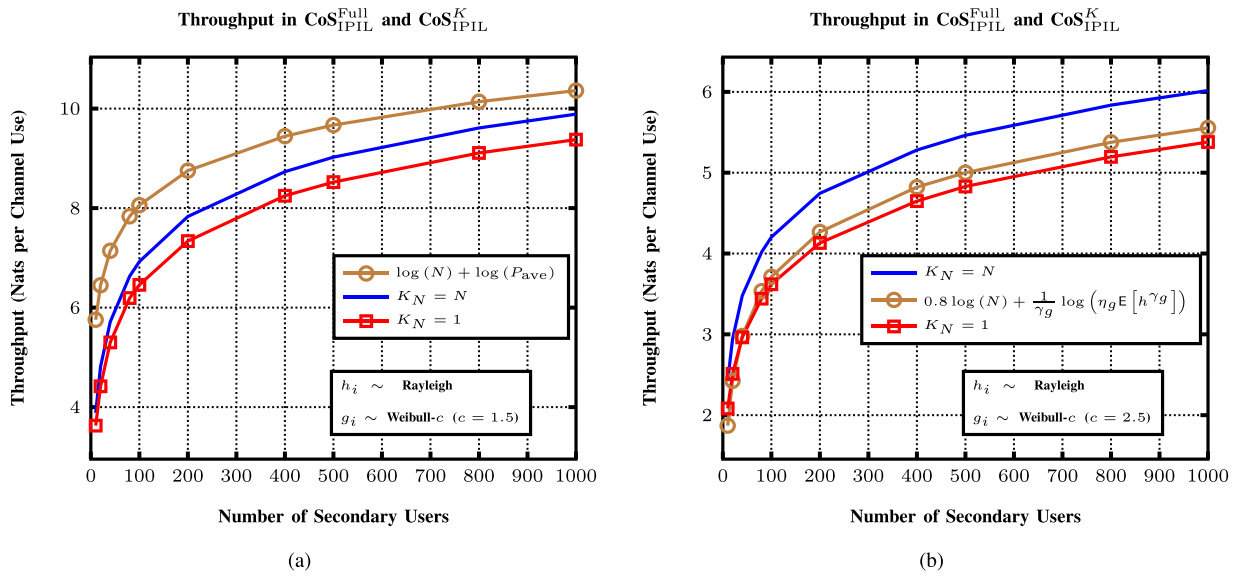 Throughput in CoS^Full_IPIL and CoS^K_IPIL
Throughput (Nats per Channel Use)
10
8
6
4
0 100 200 300 400 500 600 700 800 900 1000
Number of Secondary Users
log (N) + log (P_ave)
K_N = N
K_N = 1
h_i ∼ Rayleigh
g_i ∼ Weibull-c (c = 1.5)
(a)
Throughput in CoS^Full_IPIL and CoS^K_IPIL
Throughput (Nats per Channel Use)
6
5
4
3
2
0 100 200 300 400 500 600 700 800 900 1000
Number of Secondary Users
K_N = N
0.8 log (N) + 1/γ_g log (η_g E [h^γ_g])
K_N = 1
h_i ∼ Rayleigh
g_i ∼ Weibull-c (c = 2.5)
(b)